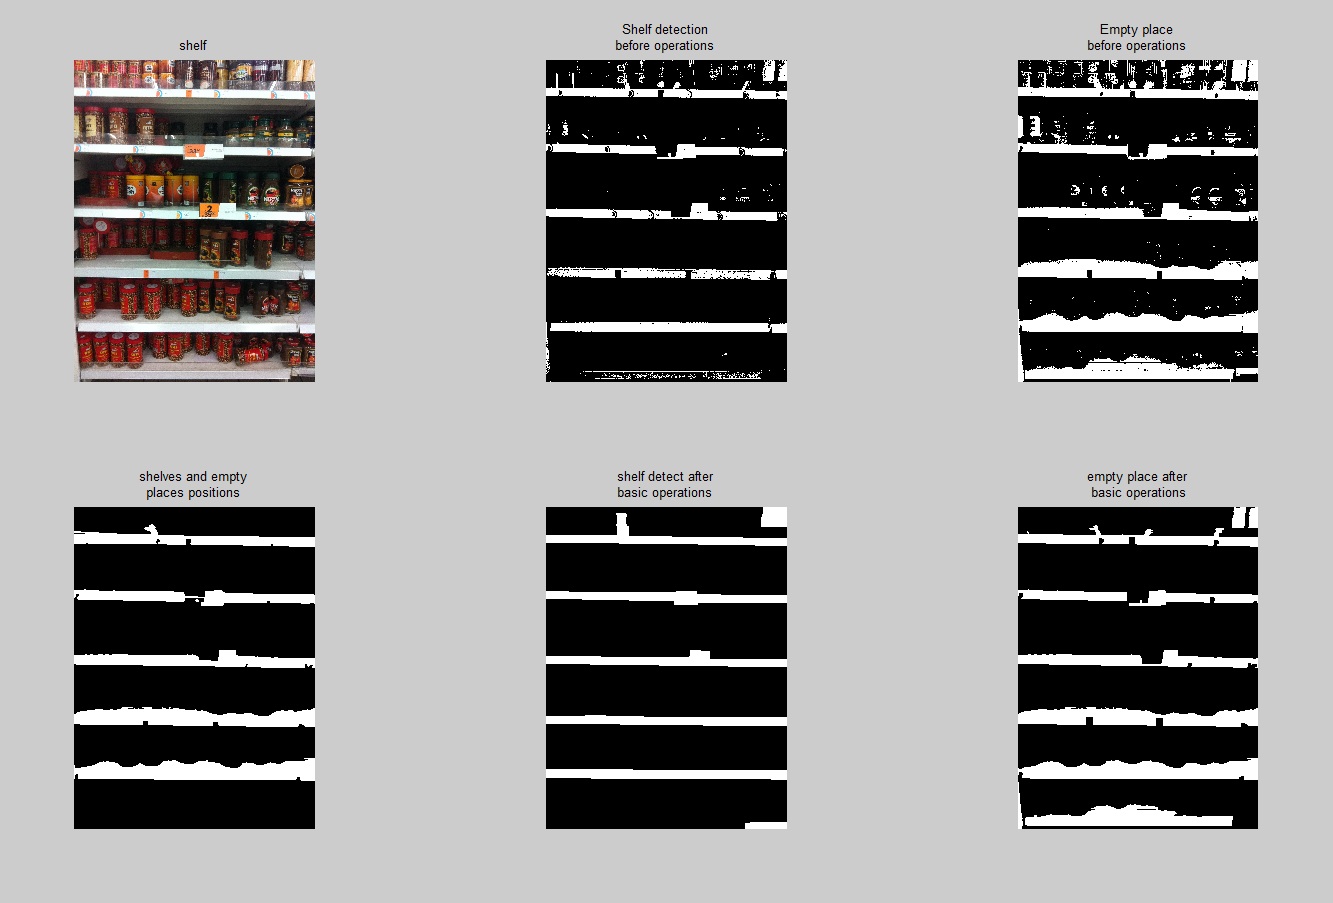 shelf
Shelf detection
before operations
Empty place
before operations
shelves and empty
places positions
shelf detect after
basic operations
empty place after
basic operations